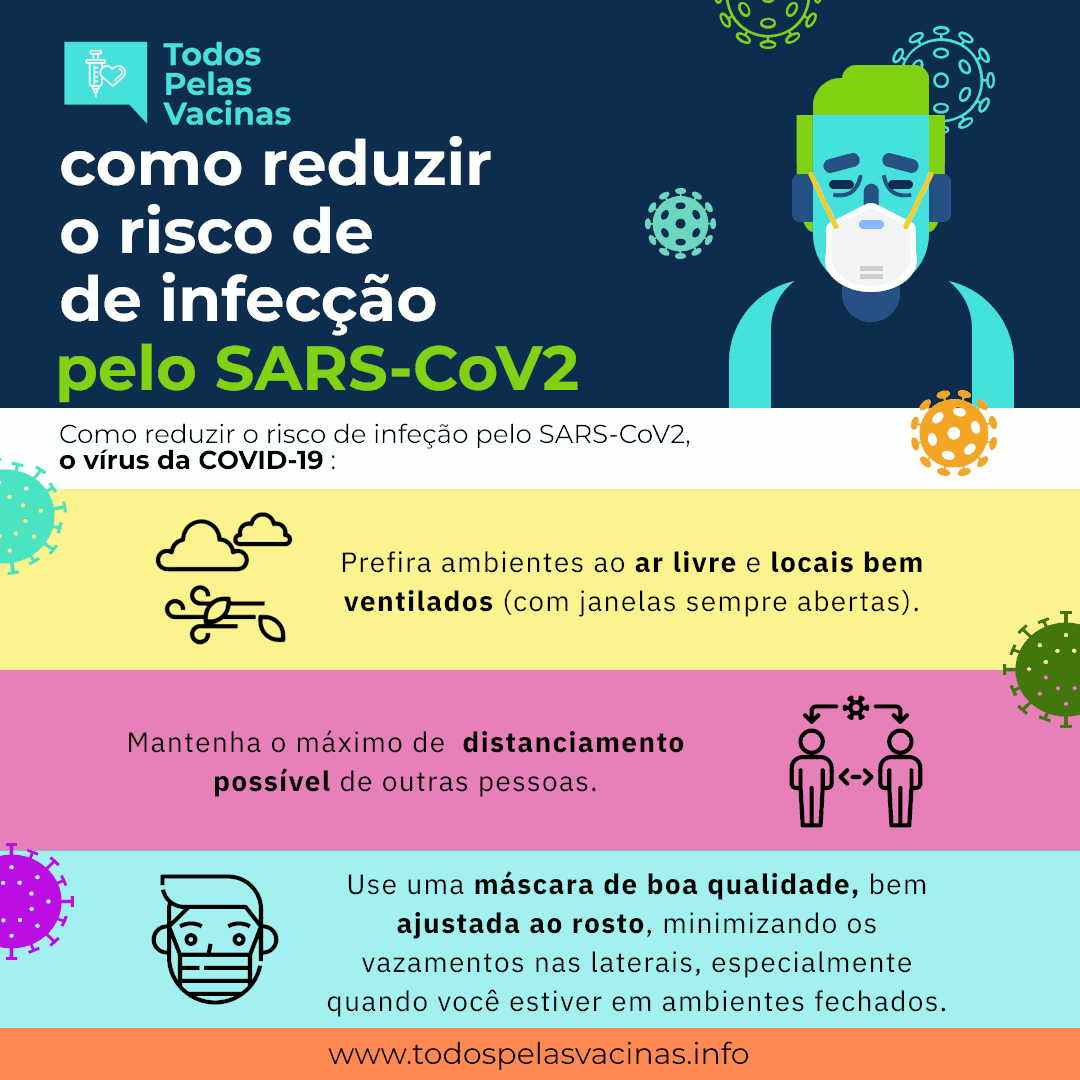 Todos
Pelas
Vacinas
como reduzir
o risco de
de infecção
pelo SARS-CoV2
Como reduzir o risco de infeção pelo SARS-CoV2,
o vírus da COVID-19 :
Prefira ambientes ao ar livre e locais bem
ventilados (com janelas sempre abertas).
Mantenha o máximo de distanciamento
possível de outras pessoas.
Use uma máscara de boa qualidade, bem
ajustada ao rosto, minimizando os
vazamentos nas laterais, especialmente
quando você estiver em ambientes fechados.
www.todospelasvacinas.info